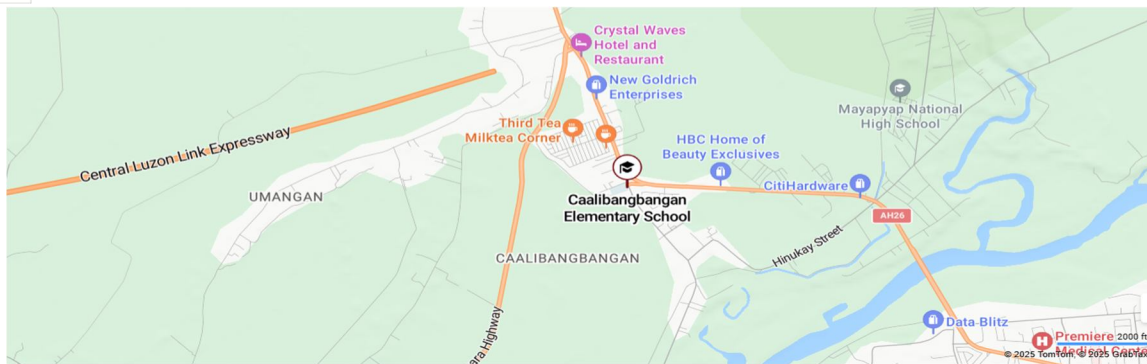 Crystal Waves
Hotel and
Restaurant
New Goldrich
Enterprises
Third Tea
Milktea Corner
Mayapyap National
High School
HBC Home of
Beauty Exclusives
Central Luzon Link Expressway
CitiHardware
UMANGAN
Caalibangbangan
Elementary School
AH26
Hinukay Street
CAALIBANGBANGAN
Highway
Data Blitz
Premiere
2000 ft
Medical
© 2025 TomTom, © 2025 Grab